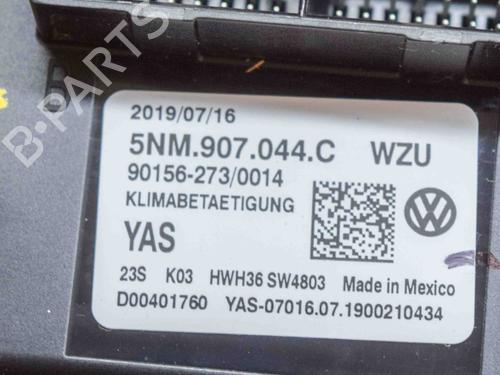 2019/07/16
5NM.907.044.C WZU
90156-273/0014
KLIMABETAETIGUNG
YAS
23S K03 HWH36 SW4803 Made in Mexico
D00401760 YAS-07016.07.1900210434